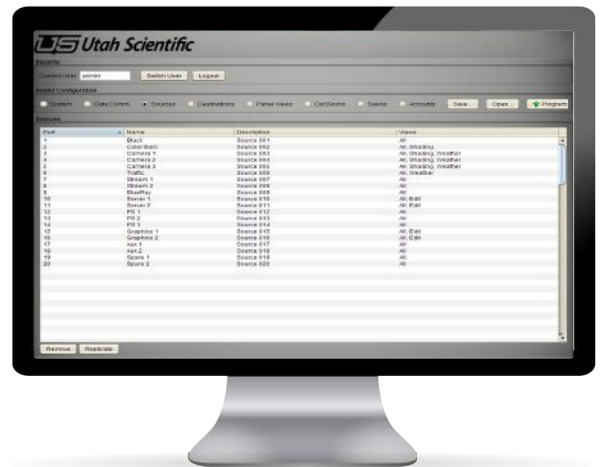 US Utah Scientific
Security
Current User: admin Switch User Logout
Router Configuration
System Data Comm Sources Destinations Panel Views Ctrl Blocks Salvos Accounts Save... Open... Program
Sources
Port Name Description Views
1 Black Source 001 All
2 Color Bars Source 002 All, Shading
3 Camera 1 Source 003 All, Shading, Weather
4 Camera 2 Source 004 All, Shading, Weather
5 Camera 3 Source 005 All, Shading, Weather
6 Traffic Source 006 All, Weather
7 Stream 1 Source 007 All
8 Stream 2 Source 008 All
9 BluePlay Source 009 All
10 Server 1 Source 010 All, Edit
11 Server 2 Source 011 All, Edit
12 PB 1 Source 012 All
13 PB 2 Source 013 All
14 PB 3 Source 014 All
15 Graphics 1 Source 015 All, Edit
16 Graphics 2 Source 016 All, Edit
17 Aux 1 Source 017 All
18 Aux 2 Source 018 All
19 Spare 1 Source 019 All
20 Spare 2 Source 020 All
Remove Replicate